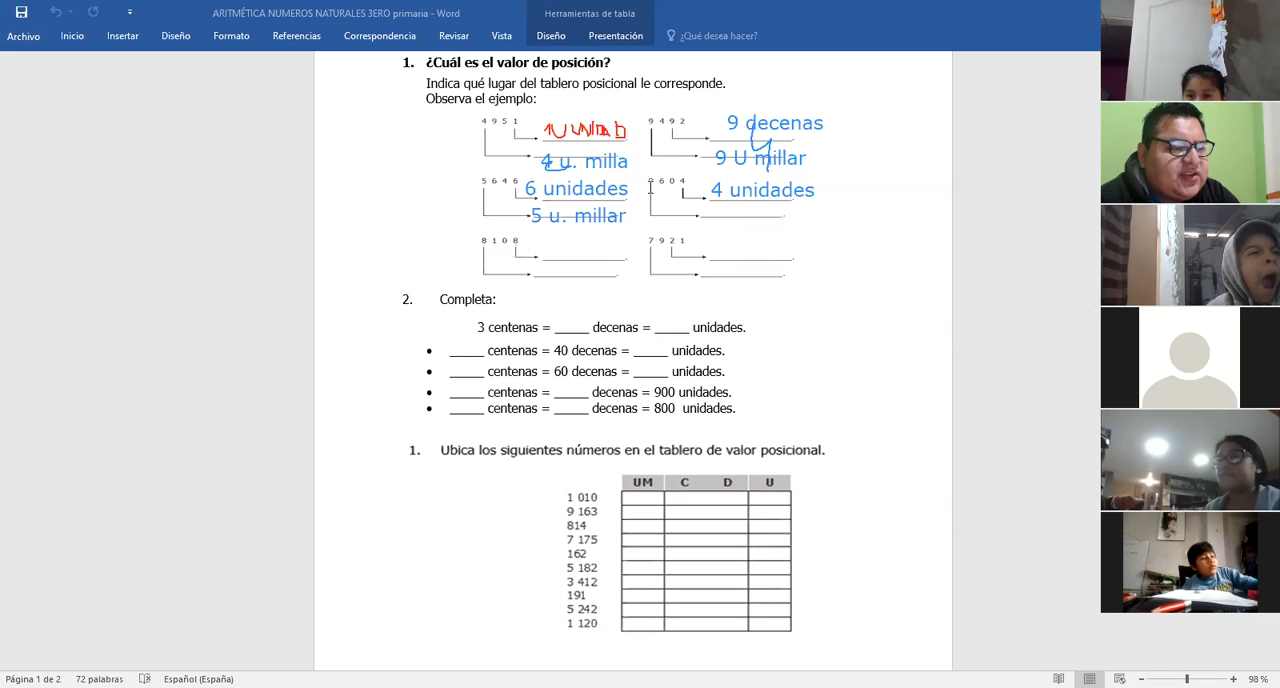 ARITMÉTICA NUMEROS NATURALES 3ERO primaria - Word
Herramientas de tabla
Archivo Inicio Insertar Diseño Formato Referencias Correspondencia Revisar Vista Diseño Presentación ¿Qué desea hacer?
1. ¿Cuál es el valor de posición?
Indica qué lugar del tablero posicional le corresponde.
Observa el ejemplo:
4 9 5 1
1U UNIDAD
4 u. milla
9 4 9 2
9 decenas
9 U millar
5 6 4 6
6 unidades
5 u. millar
6 0 4
4 unidades
8 1 0 8
7 9 2 1
2. Completa:
3 centenas = _____ decenas = _____ unidades.
• _____ centenas = 40 decenas = _____ unidades.
• _____ centenas = 60 decenas = _____ unidades.
• _____ centenas = _____ decenas = 900 unidades.
• _____ centenas = _____ decenas = 800 unidades.
1. Ubica los siguientes números en el tablero de valor posicional.
UM C D U
1 010
9 163
814
7 175
162
5 182
3 412
191
5 242
1 120
Página 1 de 2 72 palabras Español (España) 98 %